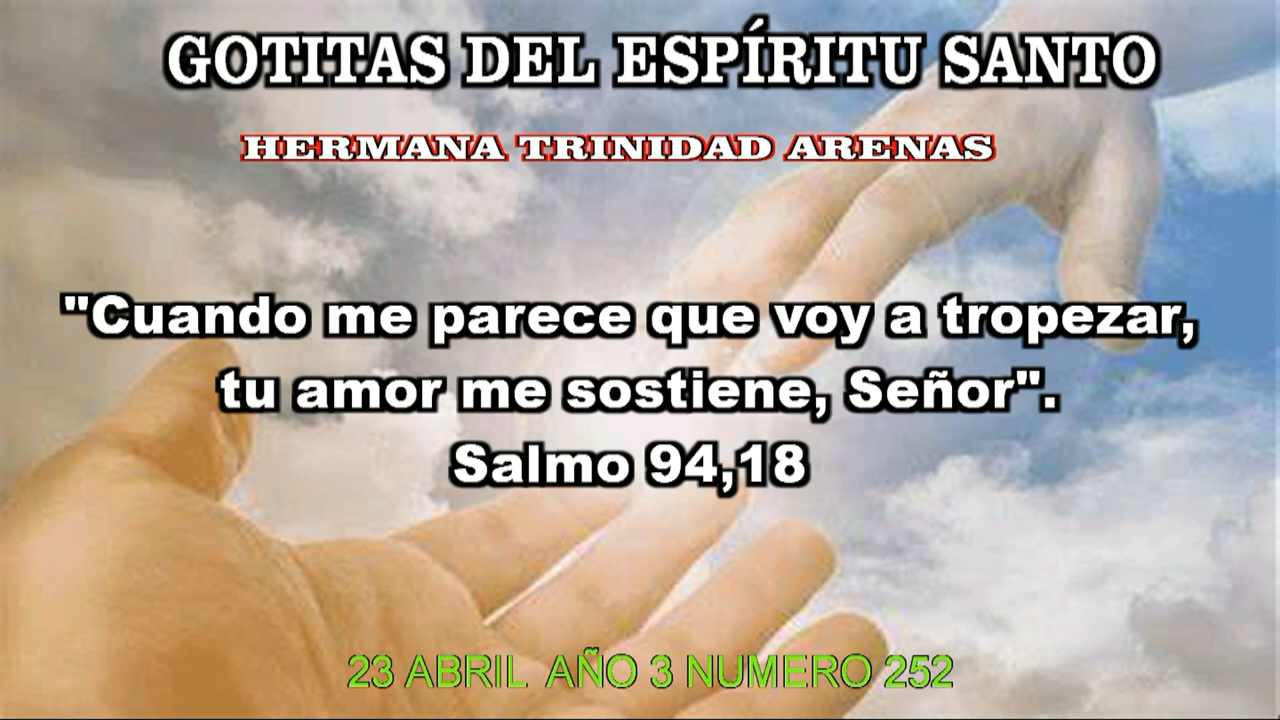 GOTITAS DEL ESPÍRITU SANTO
HERMANA TRINIDAD ARENAS
"Cuando me parece que voy a tropezar,
tu amor me sostiene, Señor".
Salmo 94,18
23 ABRIL AÑO 3 NUMERO 252